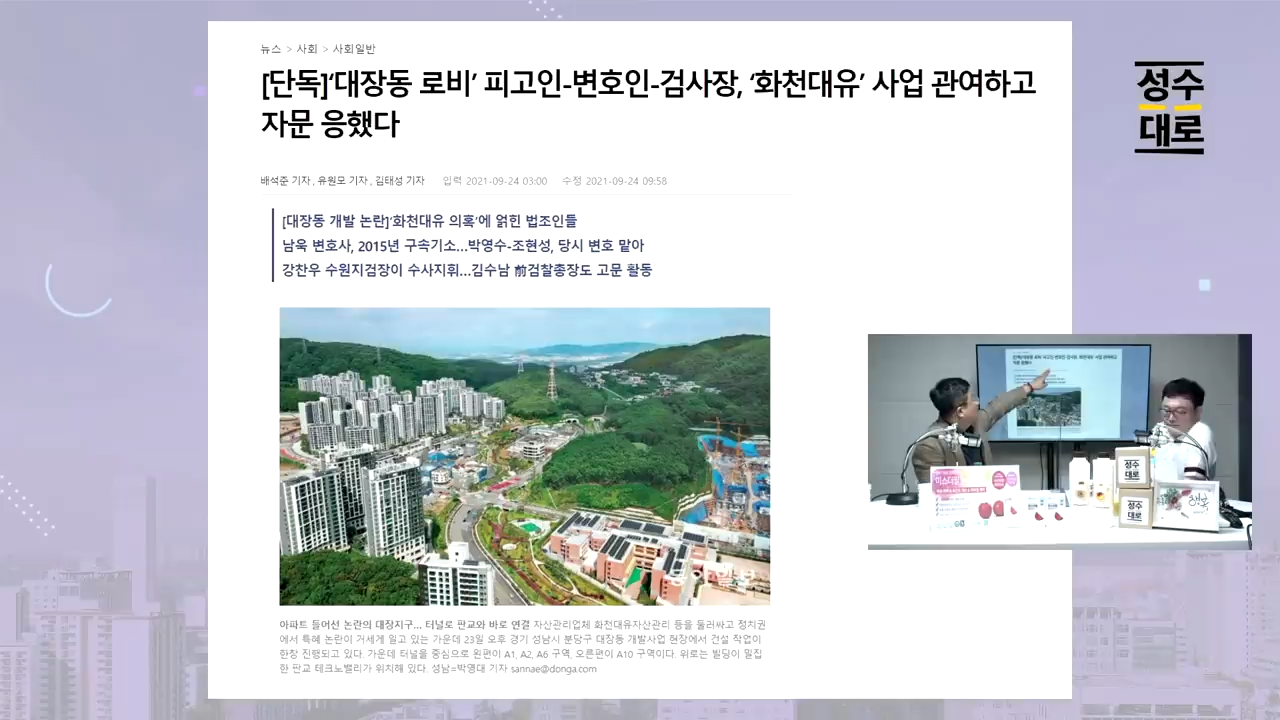 뉴스 > 사회 > 사회일반
[단독]‘대장동 로비’ 피고인-변호인-검사장, ‘화천대유’ 사업 관여하고
자문 응했다
배석준 기자, 유원모 기자, 김태성 기자 입력 2021-09-24 03:00 수정 2021-09-24 09:58
[대장동 개발 논란]‘화천대유 의혹’에 얽힌 법조인들
남욱 변호사, 2015년 구속기소…박영수-조현성, 당시 변호 맡아
강찬우 수원지검장이 수사지휘…김수남 前검찰총장도 고문 활동
아파트 들어선 논란의 대장지구… 터널로 판교와 바로 연결 자산관리업체 화천대유자산관리 등을 둘러싸고 정치권
에서 특혜 논란이 거세게 일고 있는 가운데 23일 오후 경기 성남시 분당구 대장동 개발사업 현장에서 건설 작업이
한창 진행되고 있다. 가운데 터널을 중심으로 왼편이 A1, A2, A6 구역, 오른편이 A10 구역이다. 위로는 빌딩이 밀집
한 판교 테크노밸리가 위치해 있다. 성남=박영대 기자 sannae@donga.com
성수
대로
성수
대로
성수
대로